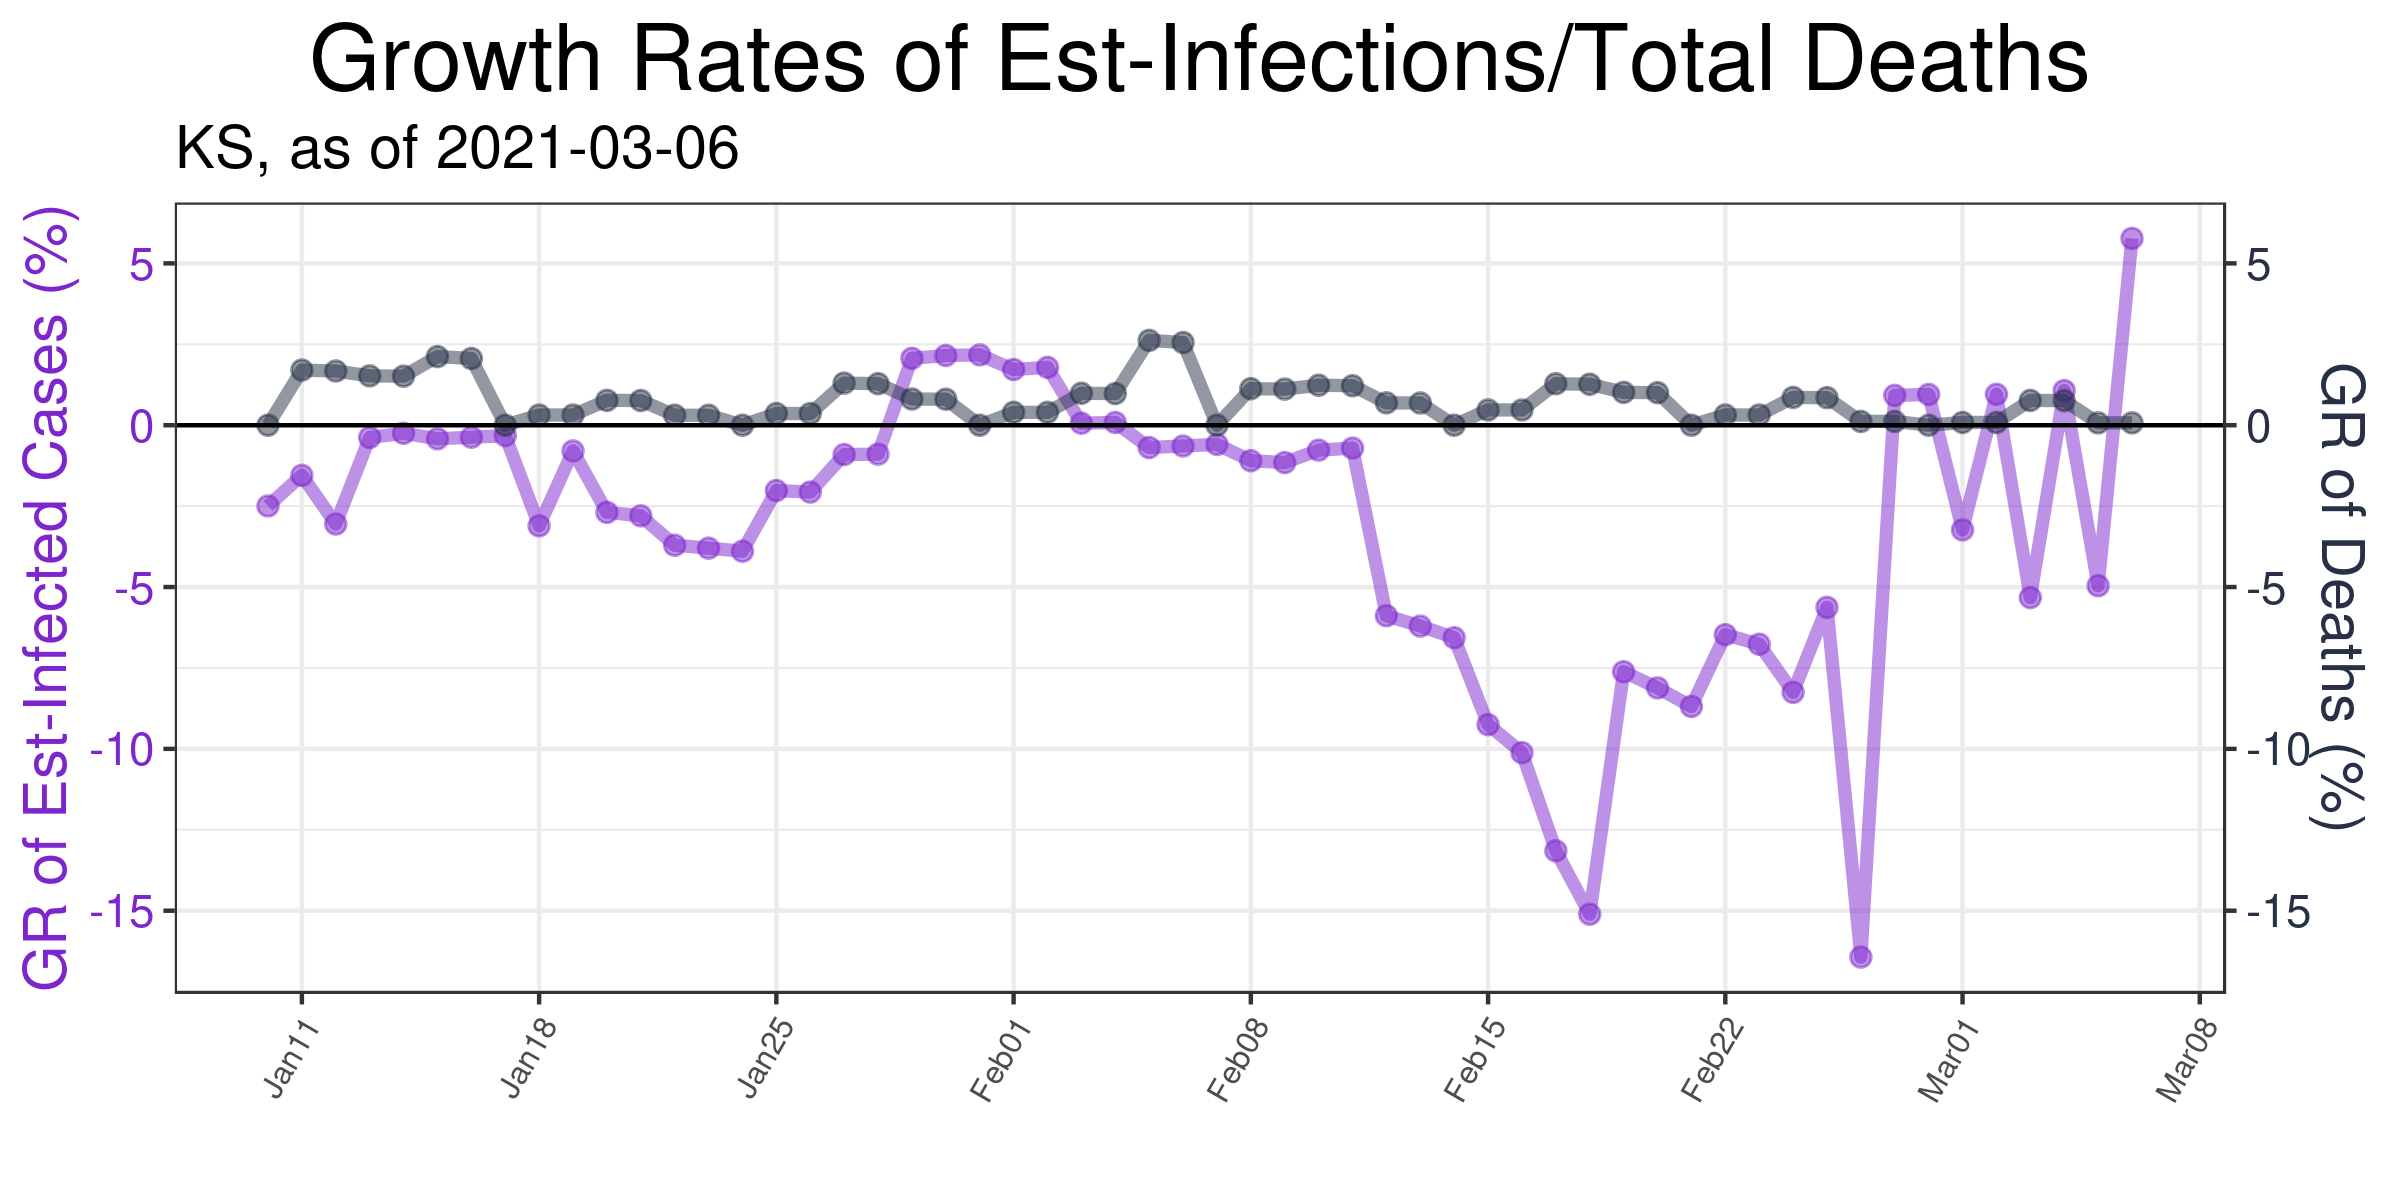 Growth Rates of Est-Infections/Total Deaths
KS, as of 2021-03-06
GR of Est-Infected Cases (%)
5
0
-5
-10
-15
5
0
-5
-10
-15
GR of Deaths (%)
Jan11
Jan18
Jan25
Feb01
Feb08
Feb15
Feb22
Mar01
Mar08